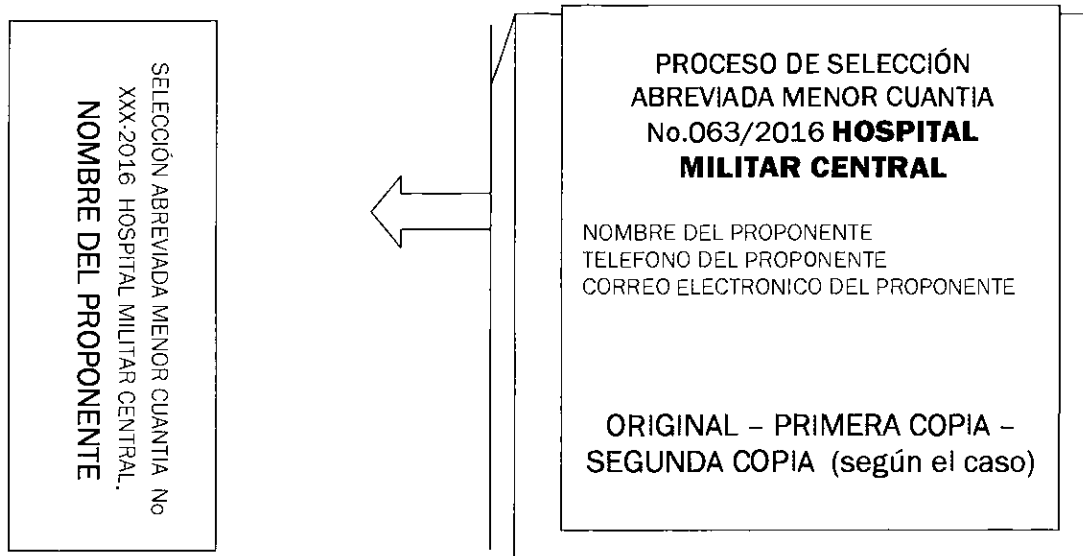 SELECCIÓN ABREVIADA MENOR CUANTIA No
XXX-2016 HOSPITAL MILITAR CENTRAL.
NOMBRE DEL PROPONENTE
PROCESO DE SELECCIÓN
ABREVIADA MENOR CUANTIA
No.063/2016 HOSPITAL
MILITAR CENTRAL
NOMBRE DEL PROPONENTE
TELEFONO DEL PROPONENTE
CORREO ELECTRONICO DEL PROPONENTE
ORIGINAL – PRIMERA COPIA –
SEGUNDA COPIA (según el caso)